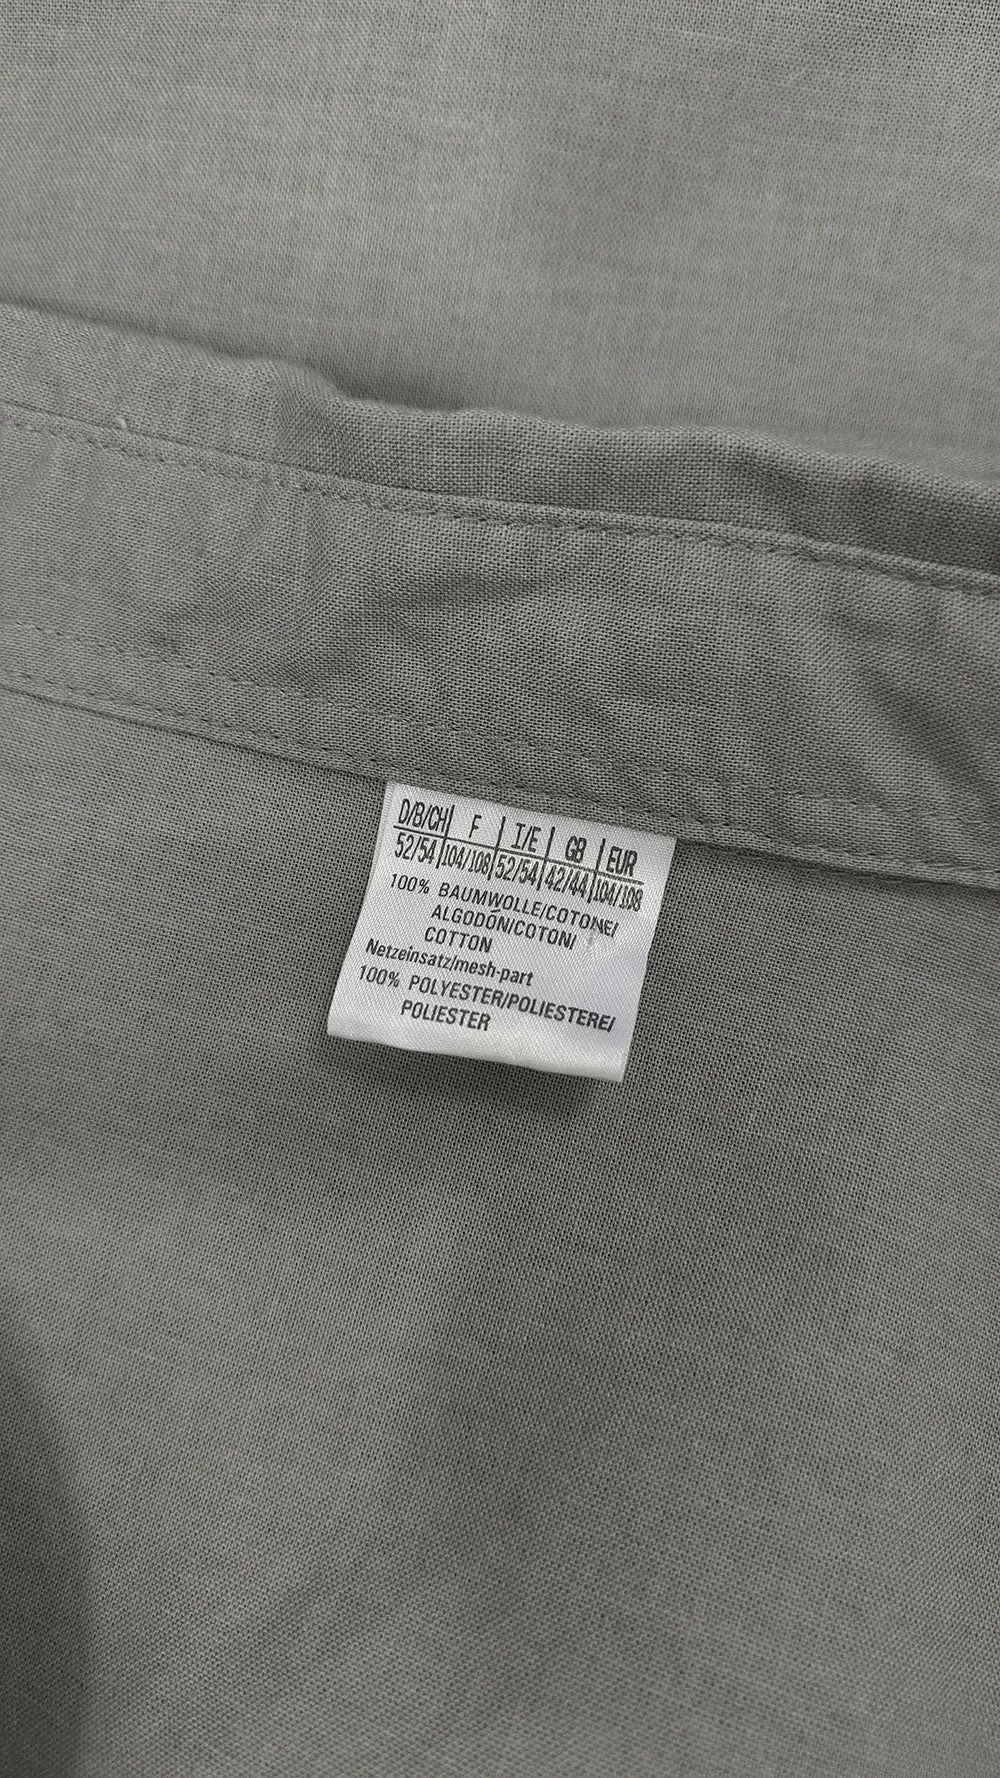 D/B/CH| F | I/E | GB | EUR
52/54|104/108|52/54|42/44|104/108
100% BAUMWOLLE/COTONE/
ALGODÓN/COTON/
COTTON
Netzeinsatz/mesh-part
100% POLYESTER/POLIESTERE/
POLIESTER